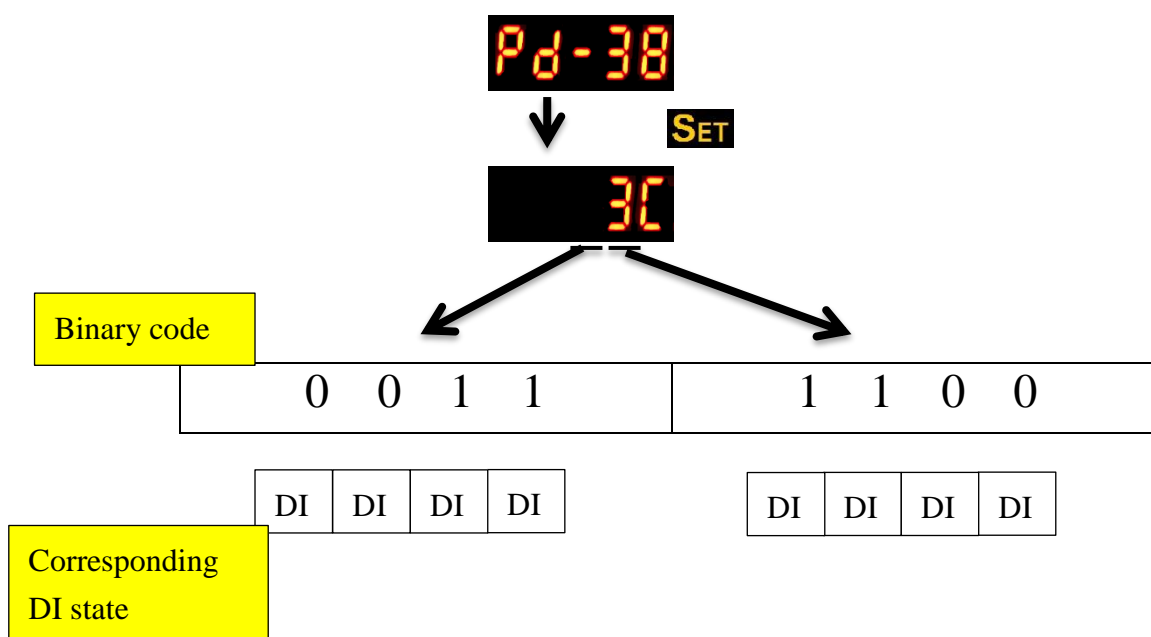 Pd-38
SET
3C
Binary code
0 0 1 1 1 1 0 0
DI DI DI DI DI DI DI DI
Corresponding
DI state